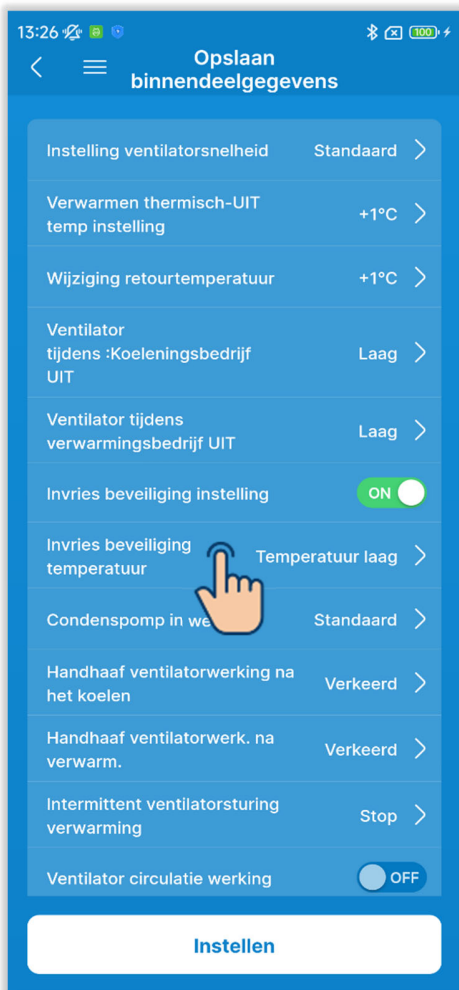 13:26
100
Opslaan
binnendeelgegevens
Instelling ventilatorsnelheid Standaard
Verwarmen thermisch-UIT
temp instelling +1°C
Wijziging retourtemperatuur +1°C
Ventilator
tijdens :Koeleningsbedrijf
UIT Laag
Ventilator tijdens
verwarmingsbedrijf UIT Laag
Invries beveiliging instelling ON
Invries beveiliging
temperatuur Temperatuur laag
Condenspomp in Standaard
Handhaaf ventilatorwerking na
het koelen Verkeerd
Handhaaf ventilatorwerk. na
verwarm. Verkeerd
Intermittent ventilatorsturing
verwarming Stop
Ventilator circulatie werking OFF
Instellen